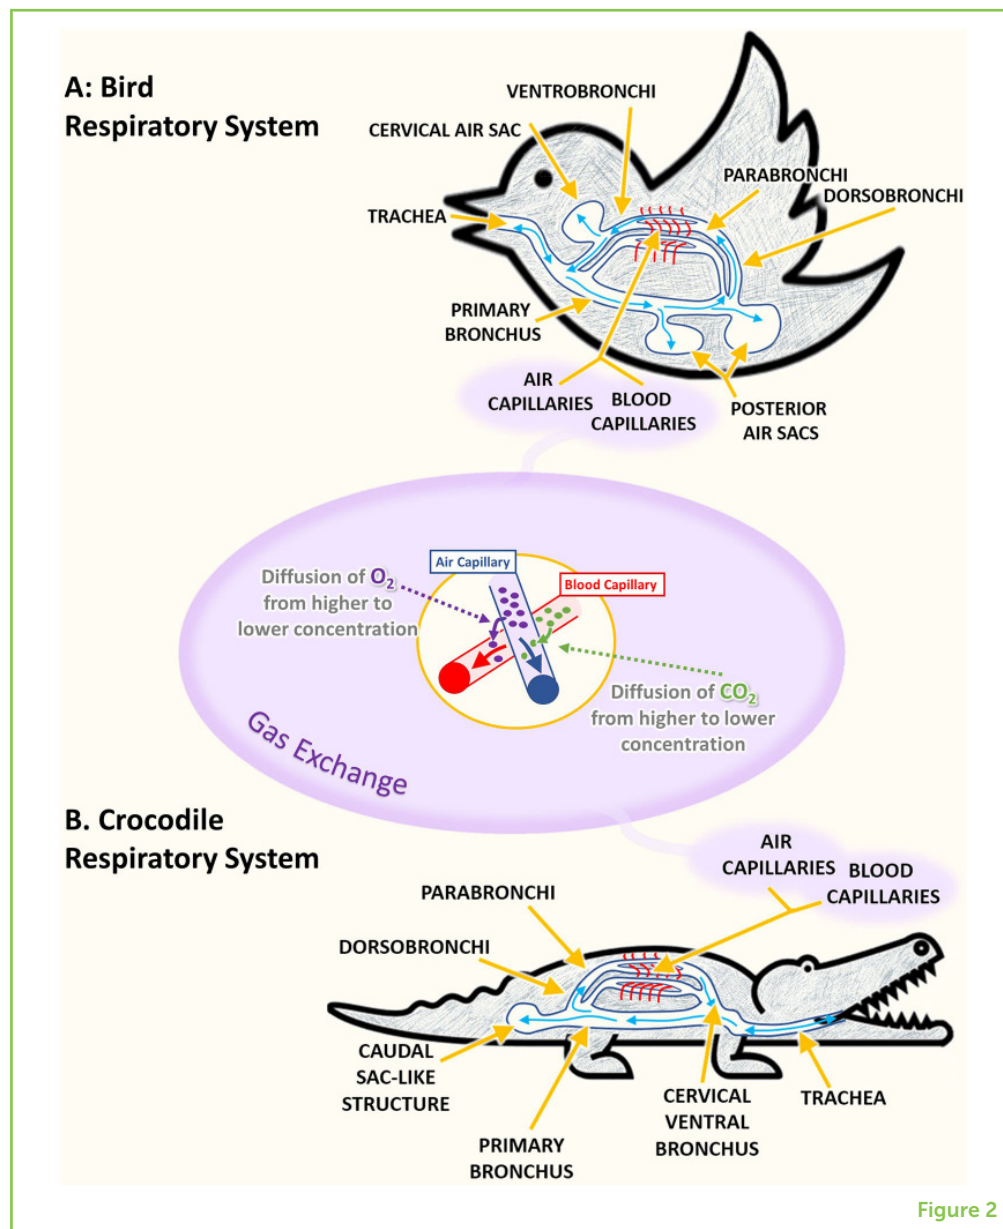 A: Bird
Respiratory System
VENTROBRONCHI
CERVICAL AIR SAC
PARABRONCHI
DORSOBRONCHI
TRACHEA
PRIMARY
BRONCHUS
AIR
CAPILLARIES
BLOOD
CAPILLARIES
POSTERIOR
AIR SACS
Air Capillary
Blood Capillary
Diffusion of O₂
from higher to
lower concentration
Diffusion of CO₂
from higher to lower
concentration
Gas Exchange
B. Crocodile
Respiratory System
AIR
CAPILLARIES
BLOOD
CAPILLARIES
PARABRONCHI
DORSOBRONCHI
CAUDAL
SAC-LIKE
STRUCTURE
PRIMARY
BRONCHUS
CERVICAL
VENTRAL
BRONCHUS
TRACHEA
Figure 2